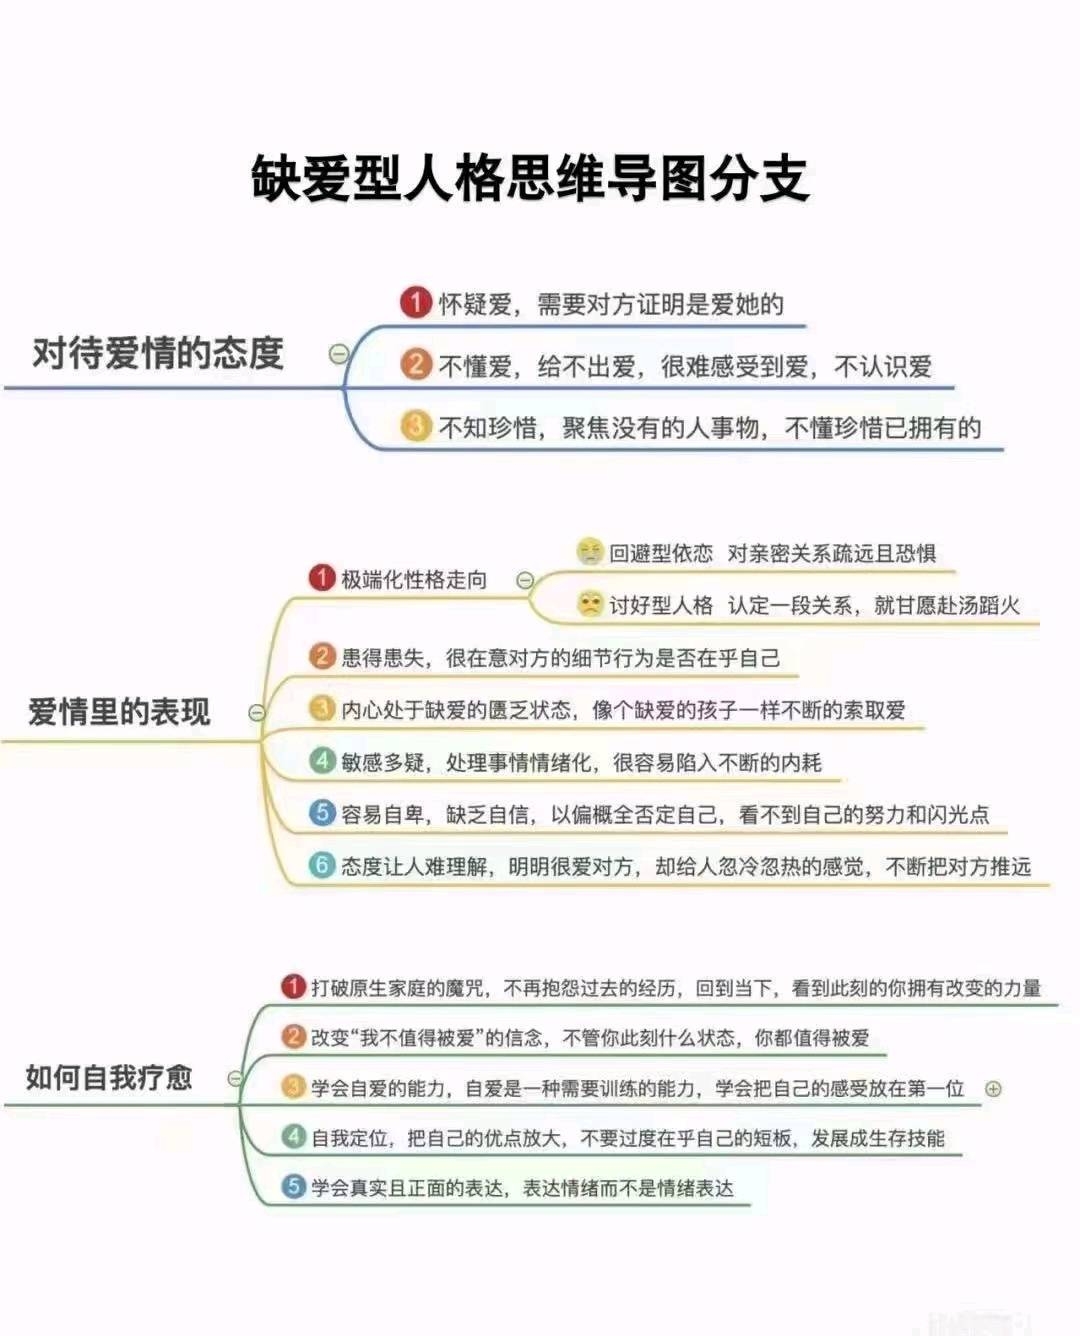 缺爱型人格思维导图分支
对待爱情的态度
1 怀疑爱，需要对方证明是爱她的
2 不懂爱，给不出爱，很难感受到爱，不认识爱
3 不知珍惜，聚焦没有的人事物，不懂珍惜已拥有的
爱情里的表现
1 极端化性格走向
回避型依恋 对亲密关系疏远且恐惧
讨好型人格 认定一段关系，就甘愿赴汤蹈火
2 患得患失，很在意对方的细节行为是否在乎自己
3 内心处于缺爱的匮乏状态，像个缺爱的孩子一样不断的索取爱
4 敏感多疑，处理事情情绪化，很容易陷入不断的内耗
5 容易自卑，缺乏自信，以偏概全否定自己，看不到自己的努力和闪光点
6 态度让人难理解，明明很爱对方，却给人忽冷忽热的感觉，不断把对方推远
如何自我疗愈
1 打破原生家庭的魔咒，不再抱怨过去的经历，回到当下，看到此刻的你拥有改变的力量
2 改变“我不值得被爱”的信念，不管你此刻什么状态，你都值得被爱
3 学会自爱的能力，自爱是一种需要训练的能力，学会把自己的感受放在第一位
4 自我定位，把自己的优点放大，不要过度在乎自己的短板，发展成生存技能
5 学会真实且正面的表达，表达情绪而不是情绪表达